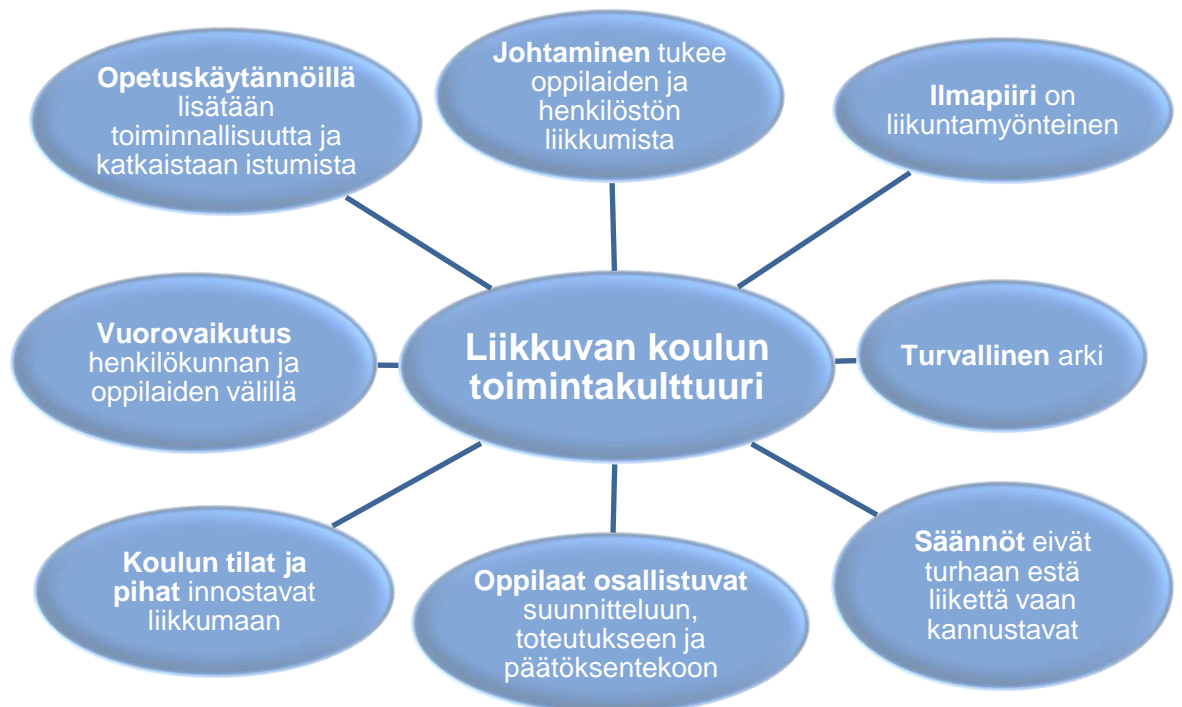 Opetuskäytännöillä
lisätään
toiminnallisuutta ja
katkaistaan istumista
Johtaminen tukee
oppilaiden ja
henkilöstön
liikkumista
Ilmapiiri on
liikuntamyönteinen
Vuorovaikutus
henkilökunnan ja
oppilaiden välillä
Liikkuvan koulun
toimintakulttuuri
Turvallinen arki
Koulun tilat ja
pihat innostavat
liikkumaan
Oppilaat osallistuvat
suunnitteluun,
toteutukseen ja
päätöksentekoon
Säännöt eivät
turhaan estä
liikettä vaan
kannustavat